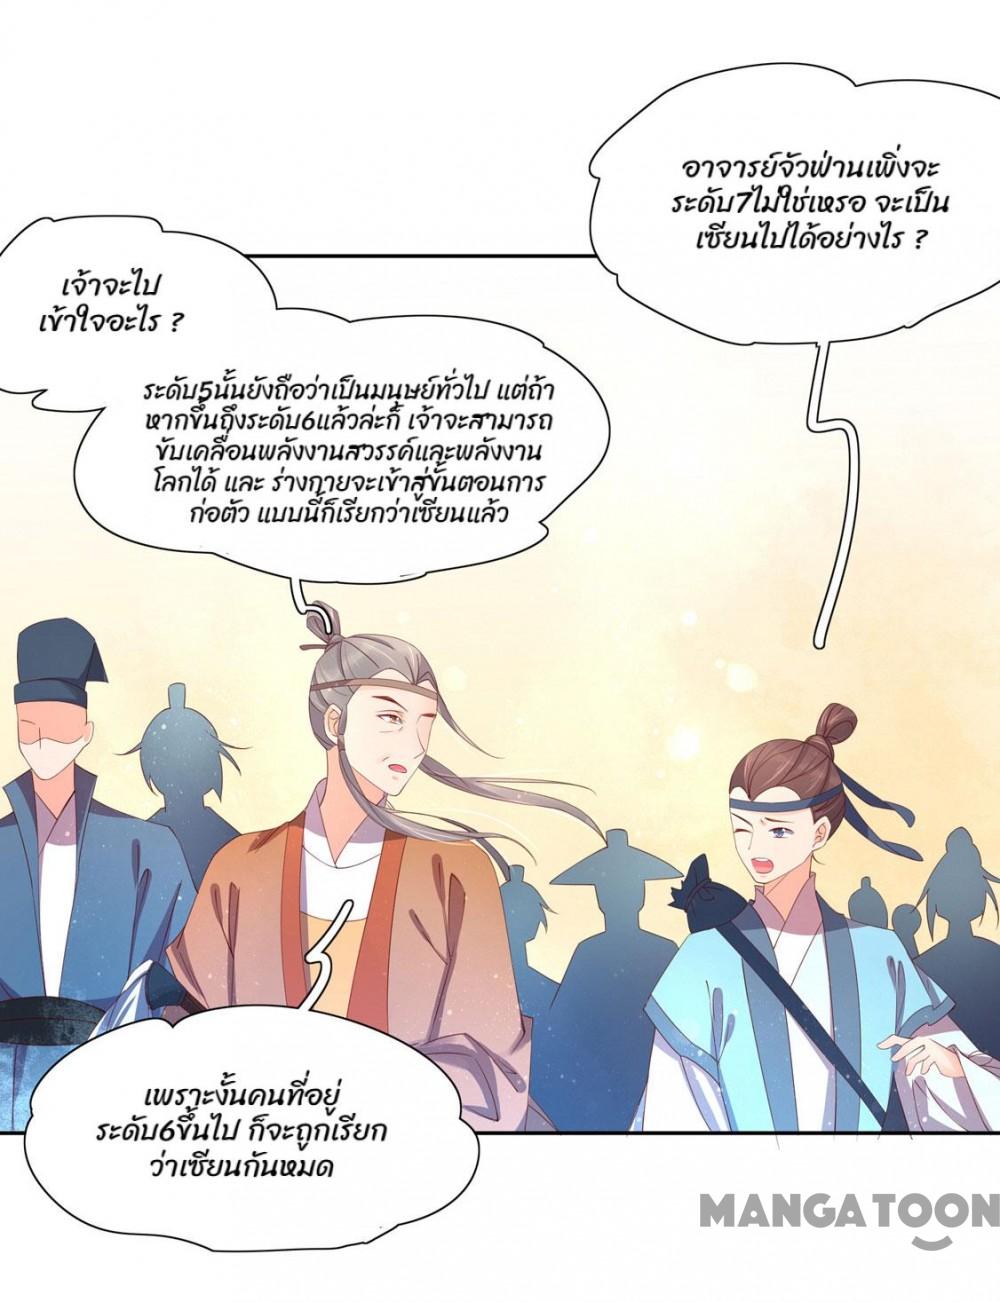 อาจารย์จัวฟ่านเพิ่งจะ
ระดับ7ไม่ใช่เหรอ จะเป็น
เซียนไปได้อย่างไร ?
เจ้าจะไป
เข้าใจอะไร ?
ระดับ5นั้นยังถือว่าเป็นมนุษย์ทั่วไป แต่ถ้า
หากขึ้นถึงระดับ6แล้วล่ะก็ เจ้าจะสามารถ
ขับเคลื่อนพลังงานสวรรค์และพลังงาน
โลกได้ และ ร่างกายจะเข้าสู่ขั้นตอนการ
ก่อตัว แบบนี้ก็เรียกว่าเซียนแล้ว
เพราะงั้นคนที่อยู่
ระดับ6ขึ้นไป ก็จะถูกเรียก
ว่าเซียนกันหมด
MANGATOON